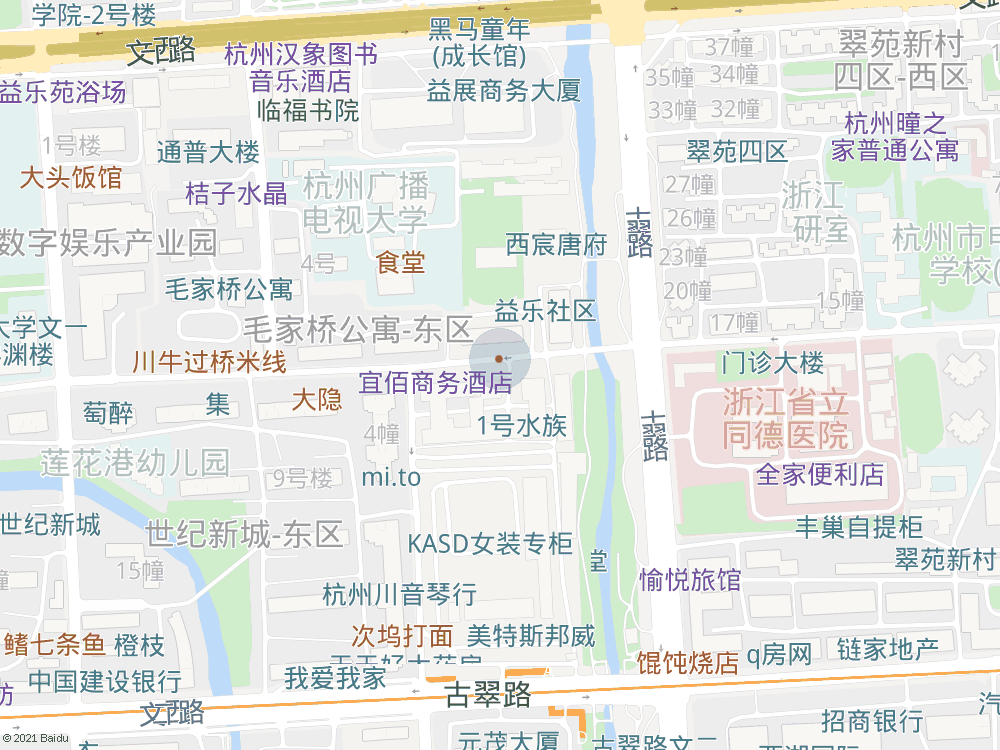 学院-2号楼
文一西路
黑马童年
(成长馆)
杭州汉象图书
音乐酒店
益乐苑浴场
临福书院
益展商务大厦
37幢
34幢
35幢
33幢
32幢
翠苑新村
四区-西区
1号楼
通普大楼
大头饭馆
桔子水晶
杭州广播
电视大学
翠苑四区
杭州曈之
家普通公寓
27幢
26幢
浙江
研室
数字娱乐产业园
4号
食堂
西宸唐府
23幢
20幢
15幢
17幢
杭州市电
学校(
毛家桥公寓
益乐社区
毛家桥公寓-东区
大学文一
渊楼
川牛过桥米线
宜佰商务酒店
门诊大楼
萄醉
集
大隐
1号水族
4幢
浙江省立
同德医院
莲花港幼儿园
9号楼
mi.to
全家便利店
世纪新城
世纪新城-东区
KASD女装专柜
丰巢自提柜
翠苑新村
15幢
杭州川音琴行
愉悦旅馆
鳍七条鱼
橙枝
次坞打面
美特斯邦威
馄饨烧店
q房网
链家地产
中国建设银行
我爱我家
古翠路
招商银行
元茂大厦
古翠路文二
© 2021 Baidu